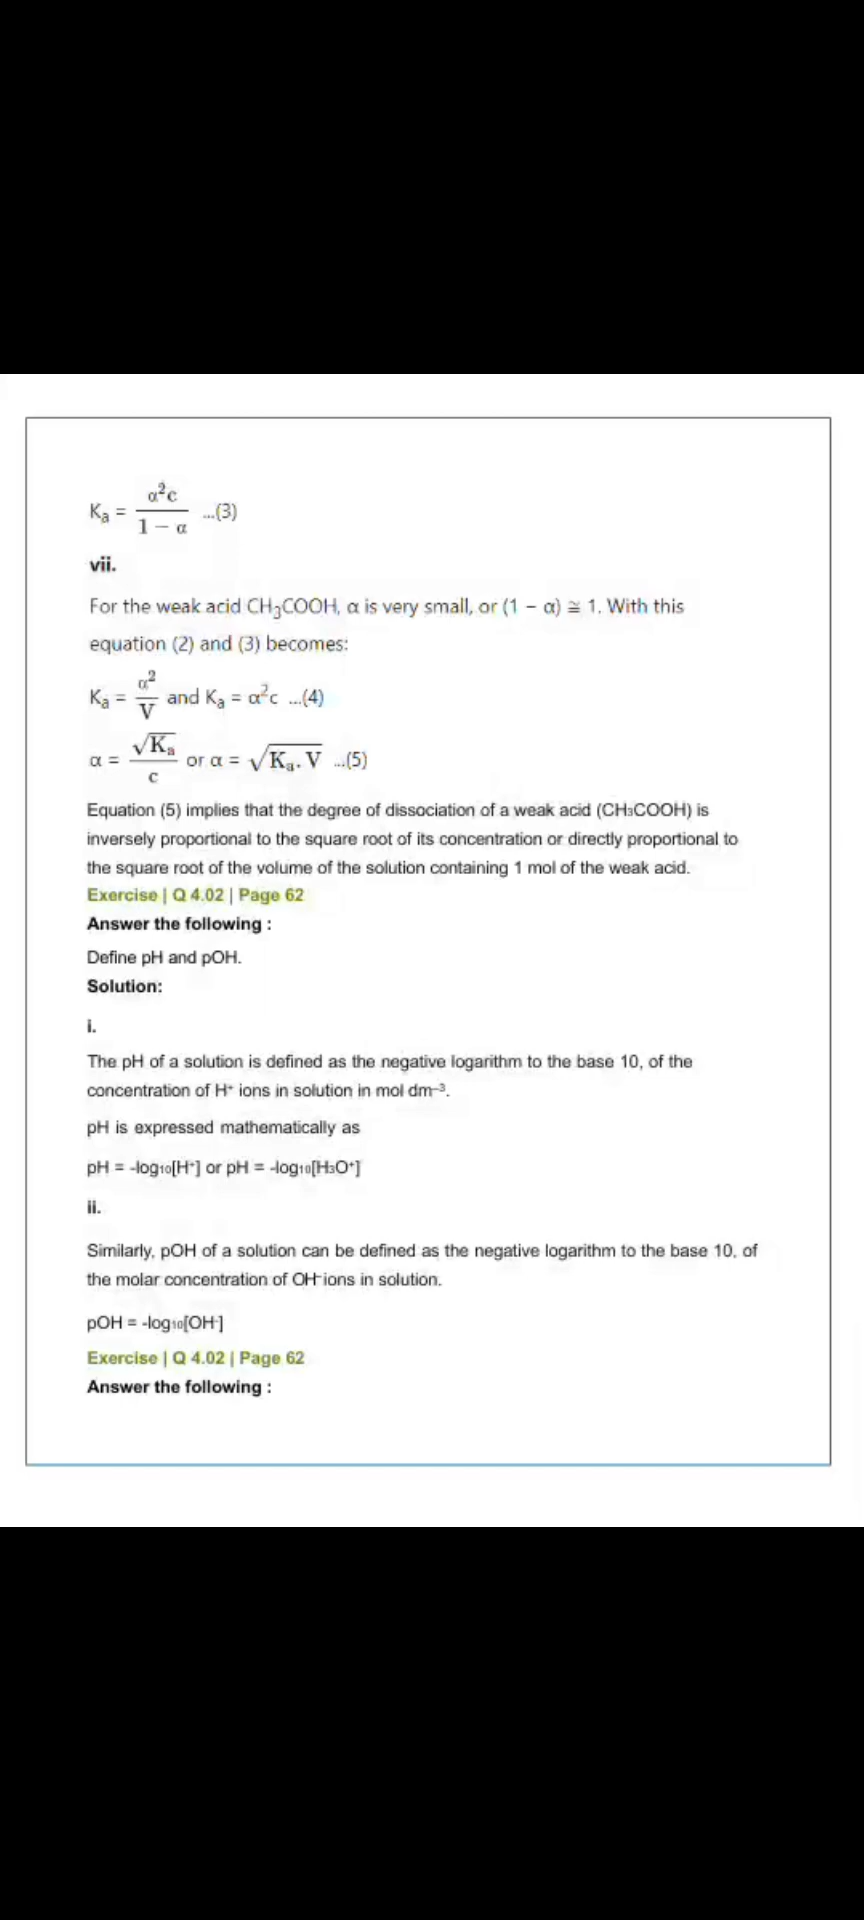 Kₐ = α²c / 1 − α ...(3)
vii.
For the weak acid CH₃COOH, α is very small, or (1 − α) ≅ 1. With this
equation (2) and (3) becomes:
Kₐ = α² / V and Kₐ = α²c ...(4)
α = √Kₐ / c or α = √(Kₐ. V) ...(5)
Equation (5) implies that the degree of dissociation of a weak acid (CH₃COOH) is
inversely proportional to the square root of its concentration or directly proportional to
the square root of the volume of the solution containing 1 mol of the weak acid.
Exercise | Q 4.02 | Page 62
Answer the following :
Define pH and pOH.
Solution:
i.
The pH of a solution is defined as the negative logarithm to the base 10, of the
concentration of H⁺ ions in solution in mol dm⁻³.
pH is expressed mathematically as
pH = -log₁₀[H⁺] or pH = -log₁₀[H₃O⁺]
ii.
Similarly, pOH of a solution can be defined as the negative logarithm to the base 10, of
the molar concentration of OH⁻ ions in solution.
pOH = -log₁₀[OH⁻]
Exercise | Q 4.02 | Page 62
Answer the following :